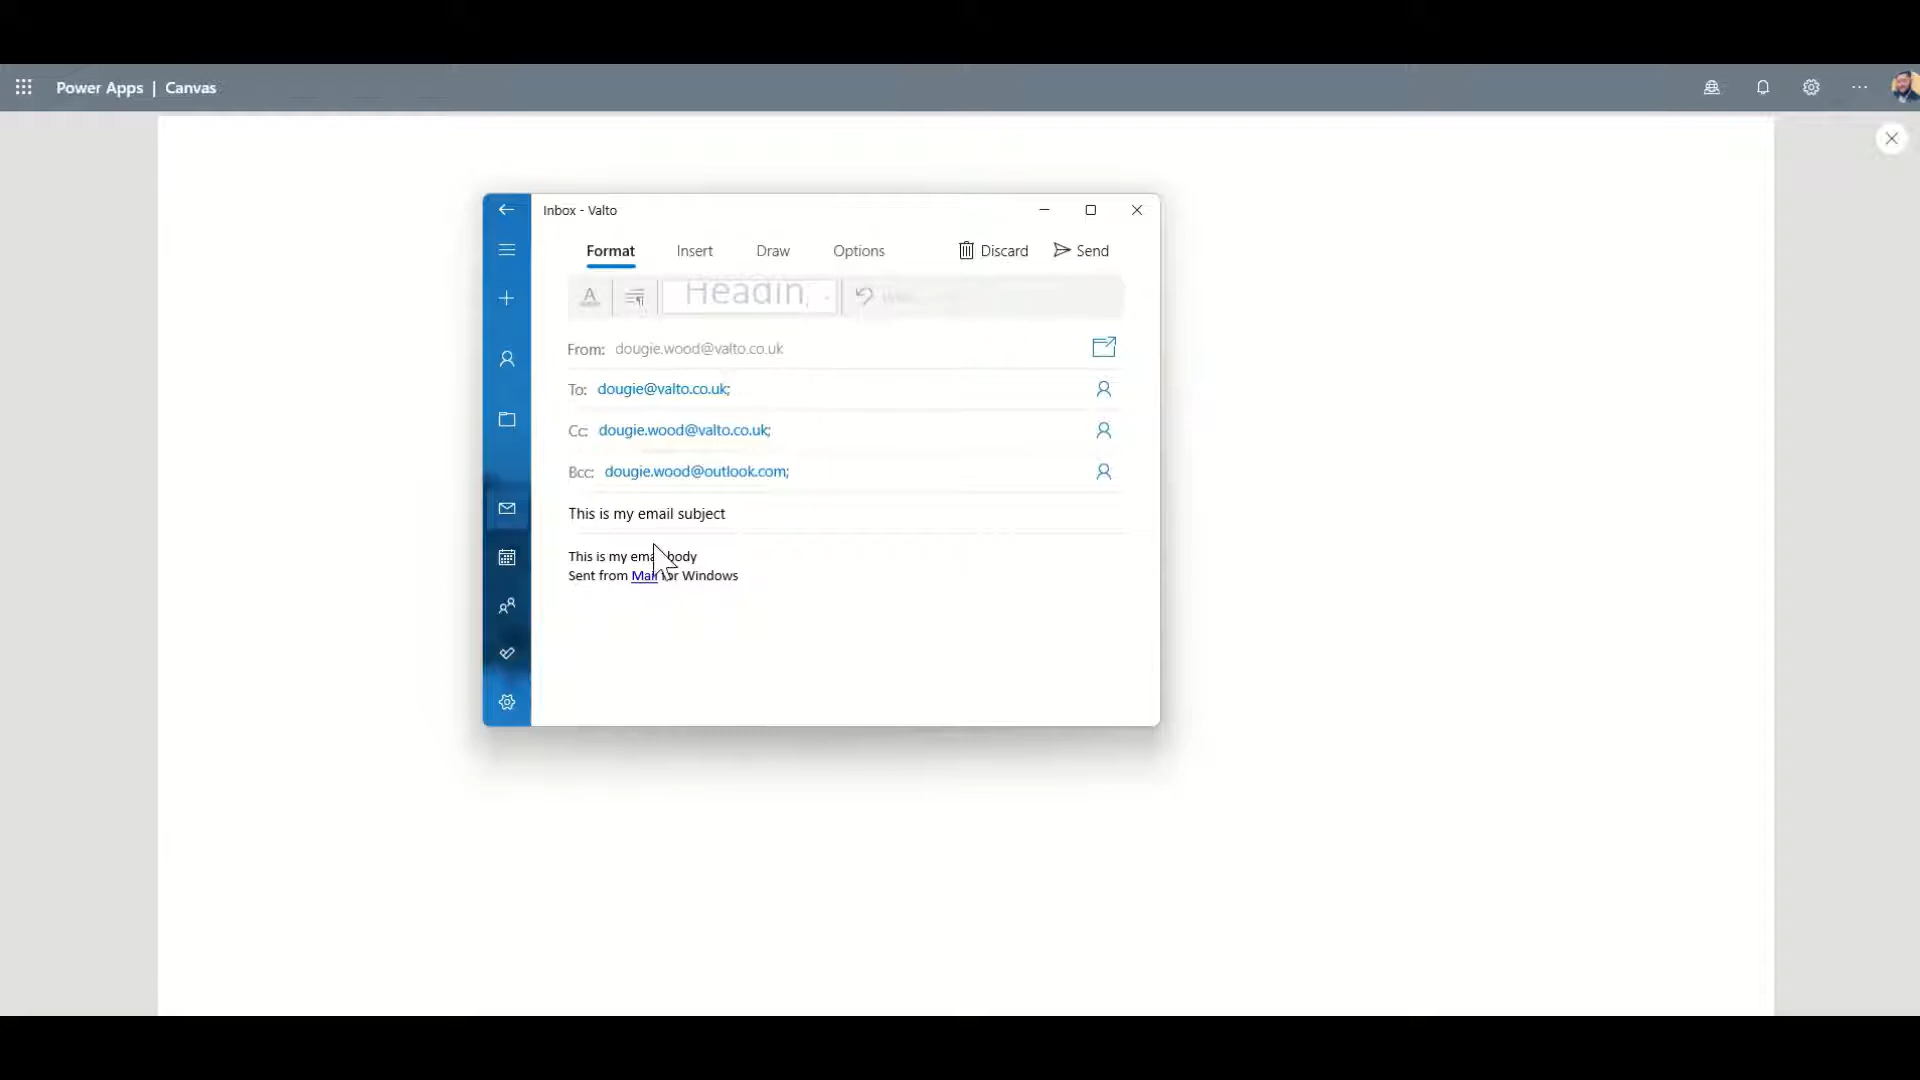 Power Apps | Canvas
Inbox - Valto
Format Insert Draw Options Discard Send
Headin
From: dougie.wood@valto.co.uk
To: dougie@valto.co.uk;
Cc: dougie.wood@valto.co.uk;
Bcc: dougie.wood@outlook.com;
This is my email subject
This is my ema body
Sent from Mail for Windows